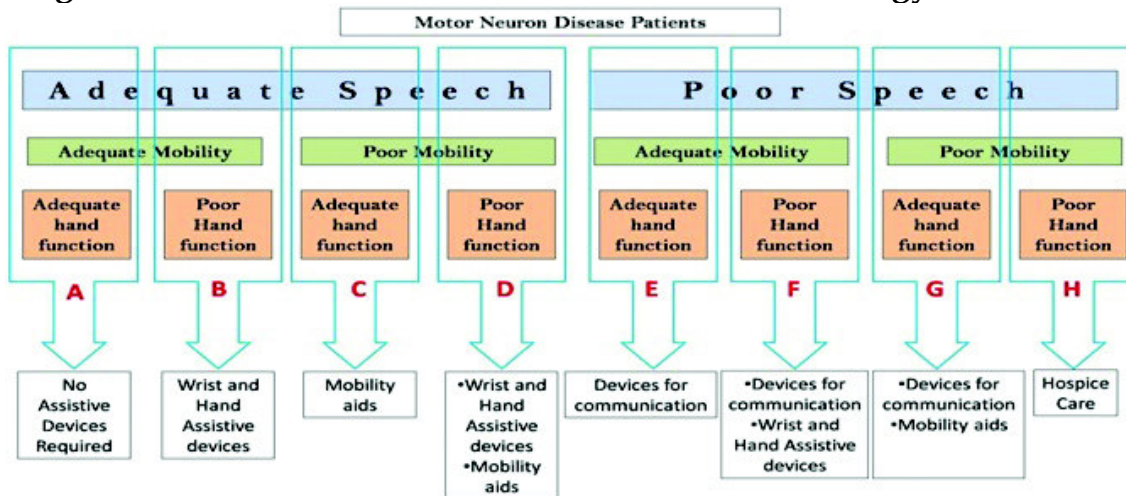 Motor Neuron Disease Patients
Adequate Speech
Poor Speech
Adequate Mobility
Poor Mobility
Adequate Mobility
Poor Mobility
Adequate
hand
function
Poor
Hand
function
Adequate
hand
function
Poor
Hand
function
Adequate
hand
function
Poor
Hand
function
Adequate
hand
function
Poor
Hand
function
A
B
C
D
E
F
G
H
No
Assistive
Devices
Required
Wrist and
Hand
Assistive
devices
Mobility
aids
•Wrist and
Hand
Assistive
devices
•Mobility
aids
Devices for
communication
•Devices for
communication
•Wrist and
Hand Assistive
devices
•Devices for
communication
•Mobility aids
Hospice
Care